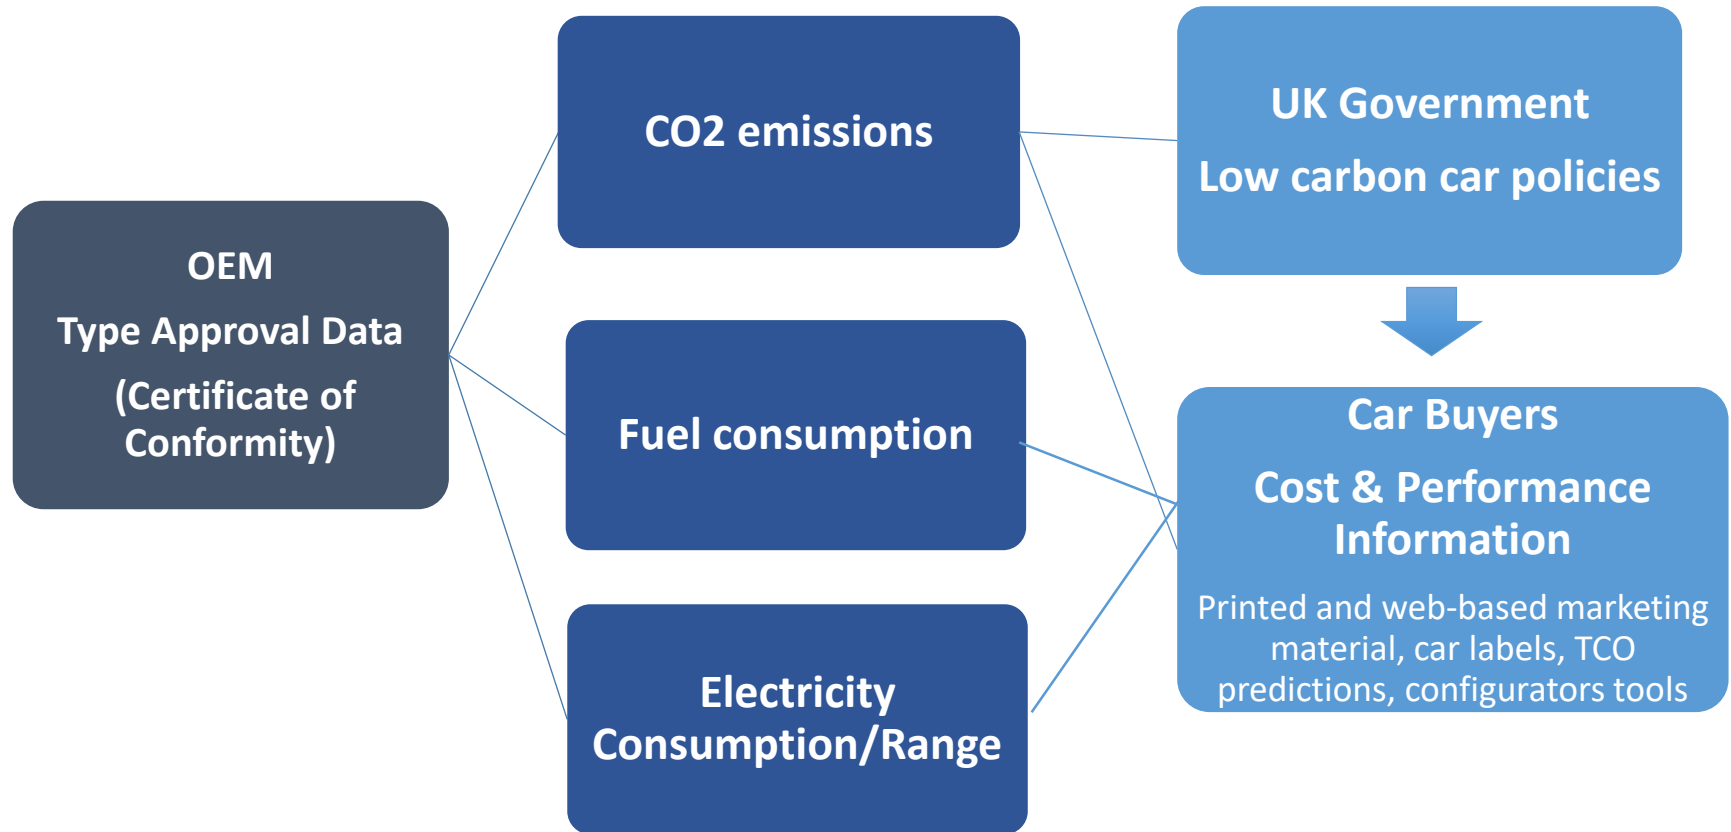 OEM
Type Approval Data
(Certificate of
Conformity)
CO2 emissions
Fuel consumption
Electricity
Consumption/Range
UK Government
Low carbon car policies
Car Buyers
Cost & Performance
Information
Printed and web-based marketing
material, car labels, TCO
predictions, configurators tools